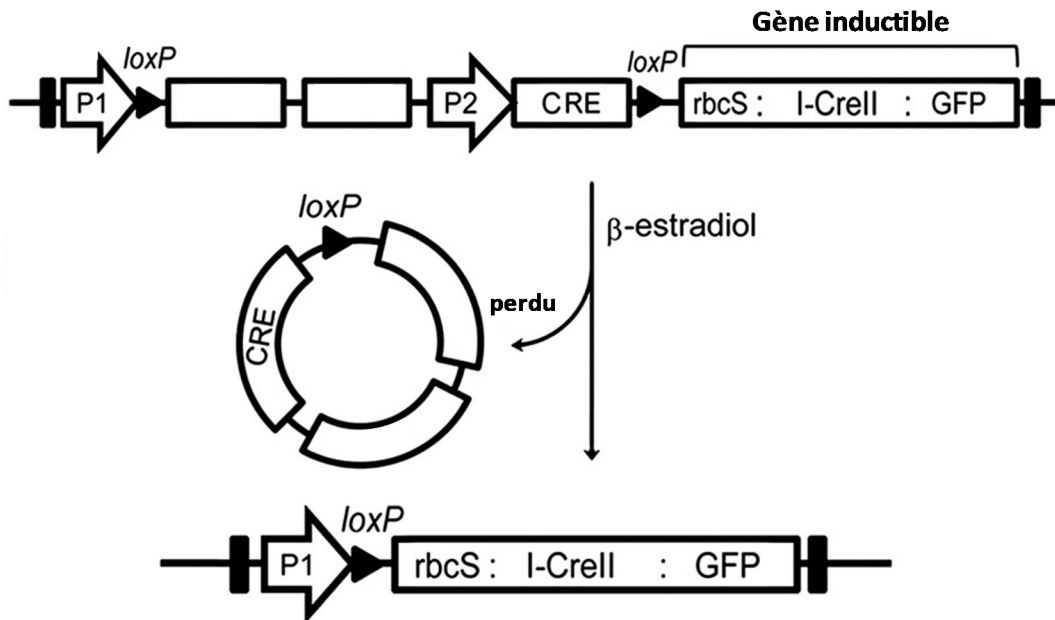 Gène inductible
loxP
loxP
P1
P2
CRE
rbcS : I-CreII : GFP
loxP
β-estradiol
perdu
CRE
loxP
P1
rbcS : I-CreII : GFP